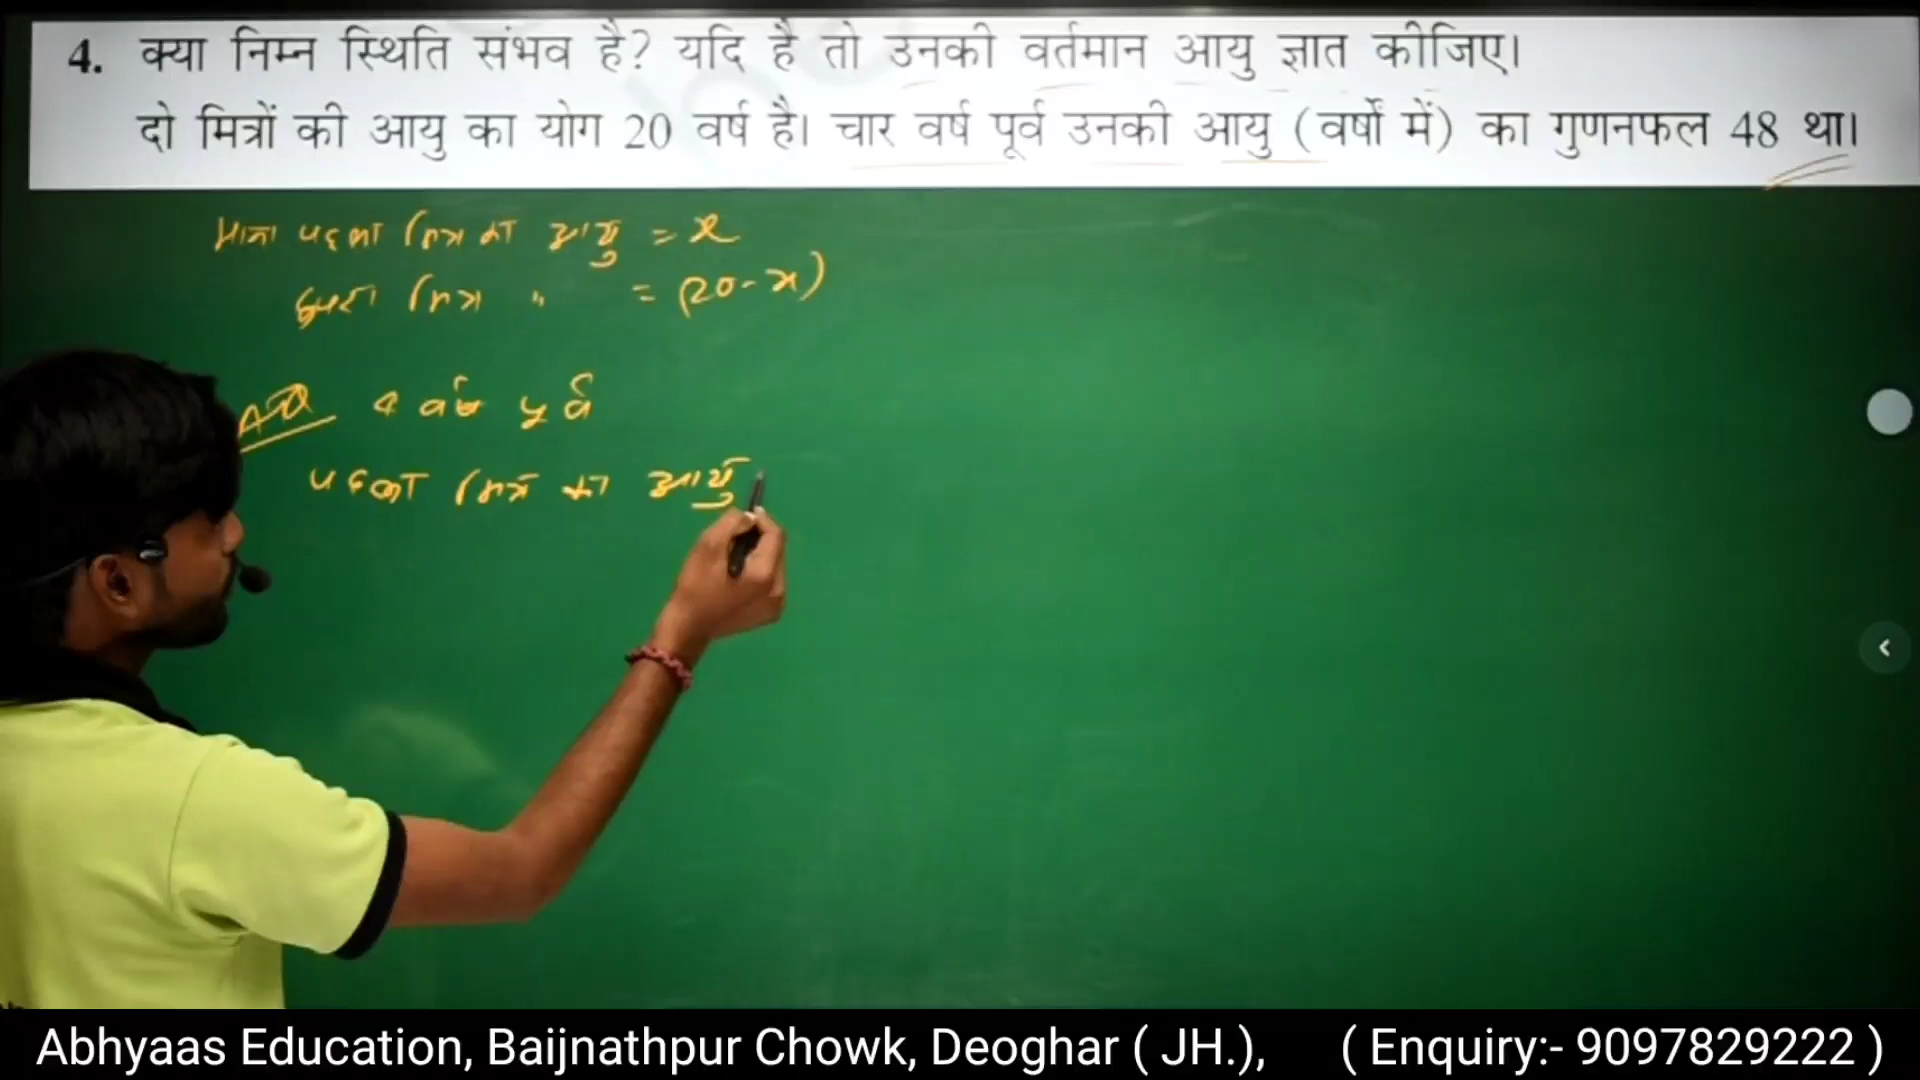 4. क्या निम्न स्थिति संभव है? यदि है तो उनकी वर्तमान आयु ज्ञात कीजिए।
दो मित्रों की आयु का योग 20 वर्ष है। चार वर्ष पूर्व उनकी आयु (वर्षों में) का गुणनफल 48 था।
माना पहला मित्र का आयु = x
दूसरा मित्र " = (20-x)
ATQ 4 वर्ष पूर्व
पहला मित्र का आयु
Abhyaas Education, Baijnathpur Chowk, Deoghar ( JH.), ( Enquiry:- 9097829222 )